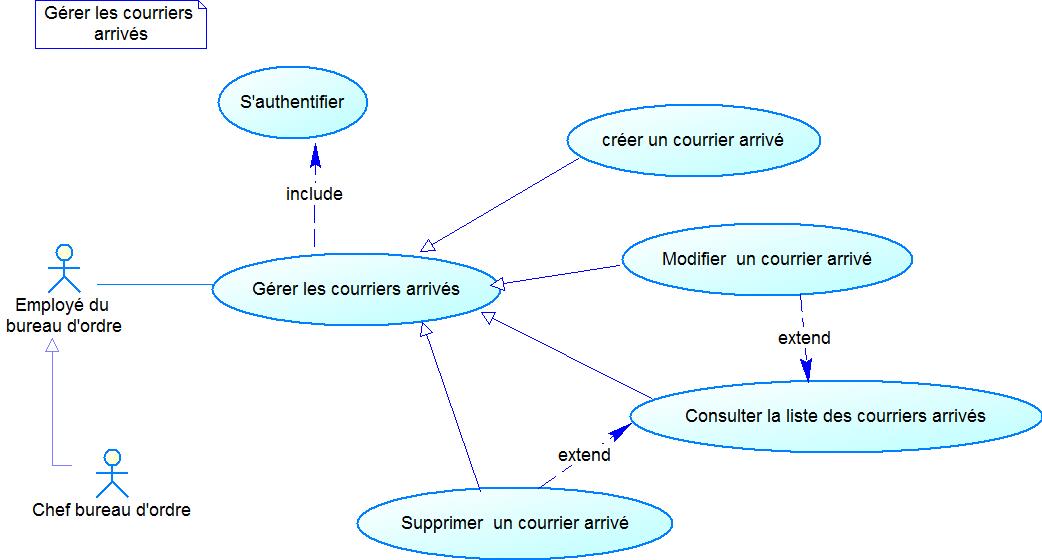 Gérer les courriers
arrivés
S'authentifier
créer un courrier arrivé
include
Modifier  un courrier arrivé
Gérer les courriers arrivés
Employé du
bureau d'ordre
extend
Consulter la liste des courriers arrivés
extend
Chef bureau d'ordre
Supprimer  un courrier arrivé